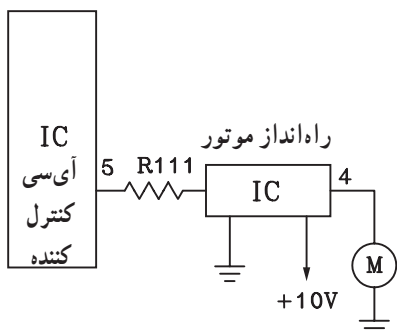 IC
آی‌سی
کنترل
کننده
5
R111
راه‌انداز موتور
IC
4
M
+10V